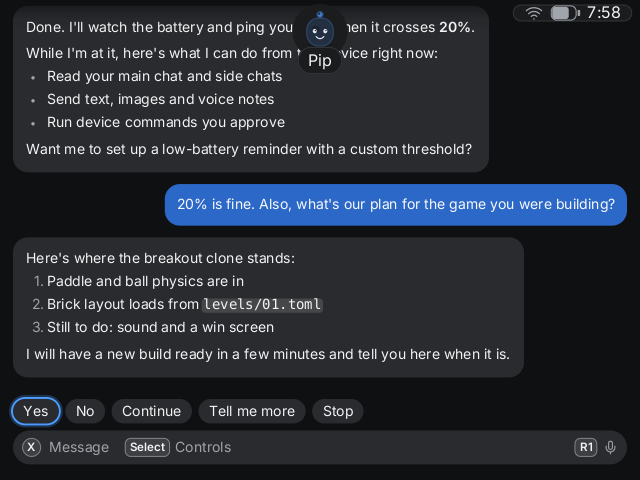 7:58
Pip
Done. I'll watch the battery and ping you hen it crosses 20%.
While I'm at it, here's what I can do from vice right now:
• Read your main chat and side chats
• Send text, images and voice notes
• Run device commands you approve
Want me to set up a low-battery reminder with a custom threshold?
20% is fine. Also, what's our plan for the game you were building?
Here's where the breakout clone stands:
1. Paddle and ball physics are in
2. Brick layout loads from levels/01.toml
3. Still to do: sound and a win screen
I will have a new build ready in a few minutes and tell you here when it is.
Yes No Continue Tell me more Stop
X Message Select Controls R1